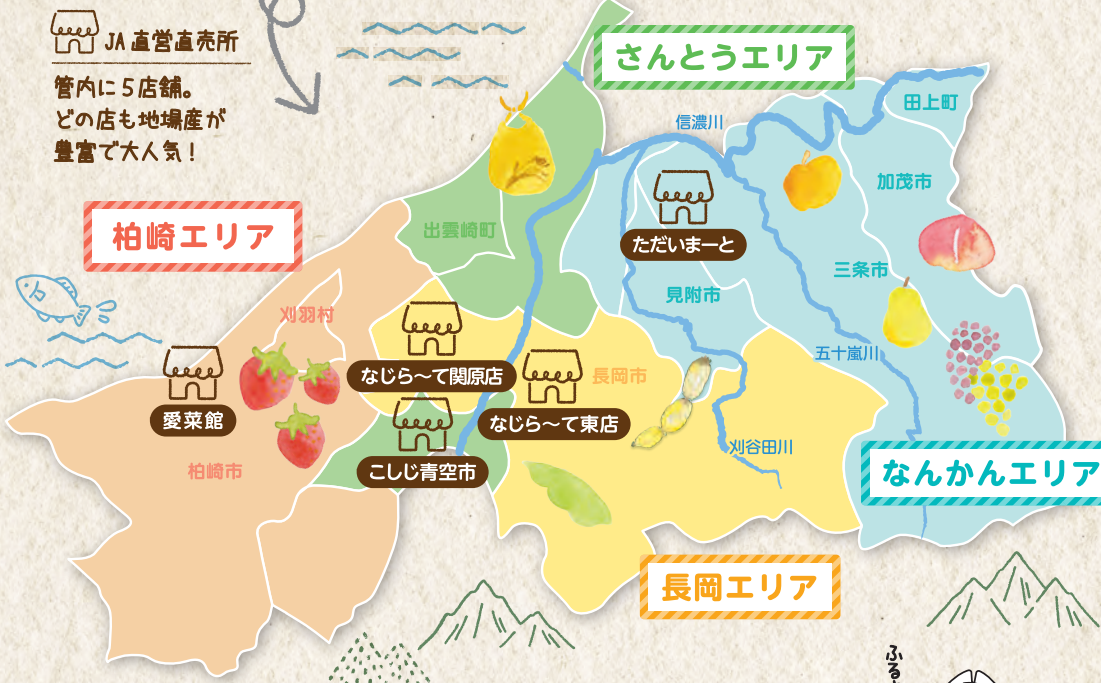 JA直営直売所
管内に5店舗。
どの店も地場産が
豊富で大人気！
さんとうエリア
信濃川
田上町
加茂市
柏崎エリア
出雲崎町
ただいまーと
三条市
見附市
刈羽村
五十嵐川
なじら〜て関原店
長岡市
愛菜館
なじら〜て東店
刈谷田川
柏崎市
こしじ青空市
なんかんエリア
長岡エリア
ふる